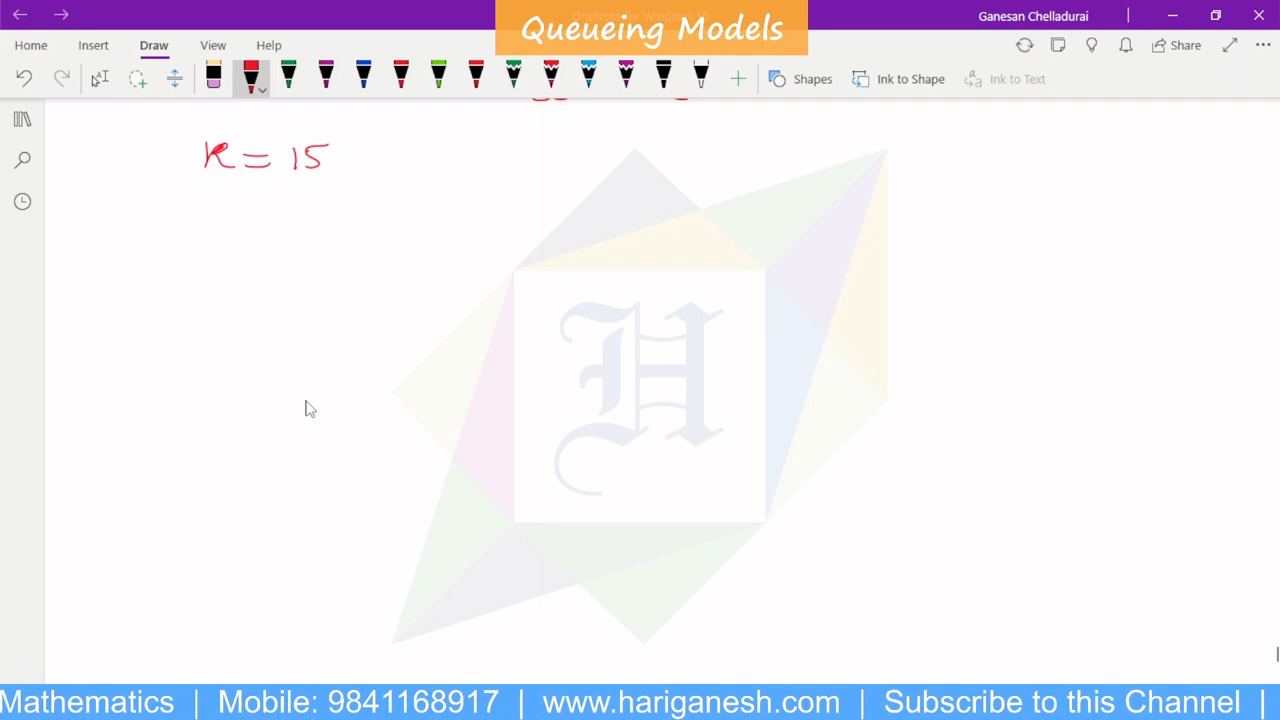 Queueing Models
Ganesan Chelladurai
Home Insert Draw View Help
Share
Shapes
Ink to Shape
Ink to Text
K = 15
H
Mathematics | Mobile: 9841168917 | www.hariganesh.com | Subscribe to this Channel |